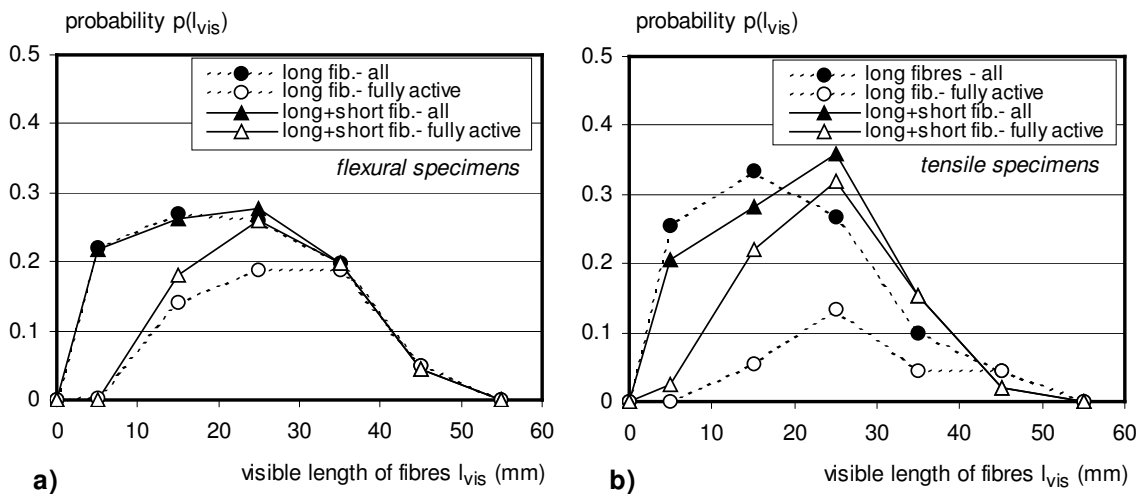 probability p(lvis)
0.5
0.4
0.3
0.2
0.1
0
long fib.- all
long fib.- fully active
long+short fib.- all
long+short fib.- fully active
flexural specimens
0 10 20 30 40 50 60
a) visible length of fibres lvis (mm)
probability p(lvis)
0.5
0.4
0.3
0.2
0.1
0
long fibres - all
long fib.- fully active
long+short fib.- all
long+short fib.- fully active
tensile specimens
0 10 20 30 40 50 60
b) visible length of fibres lvis (mm)